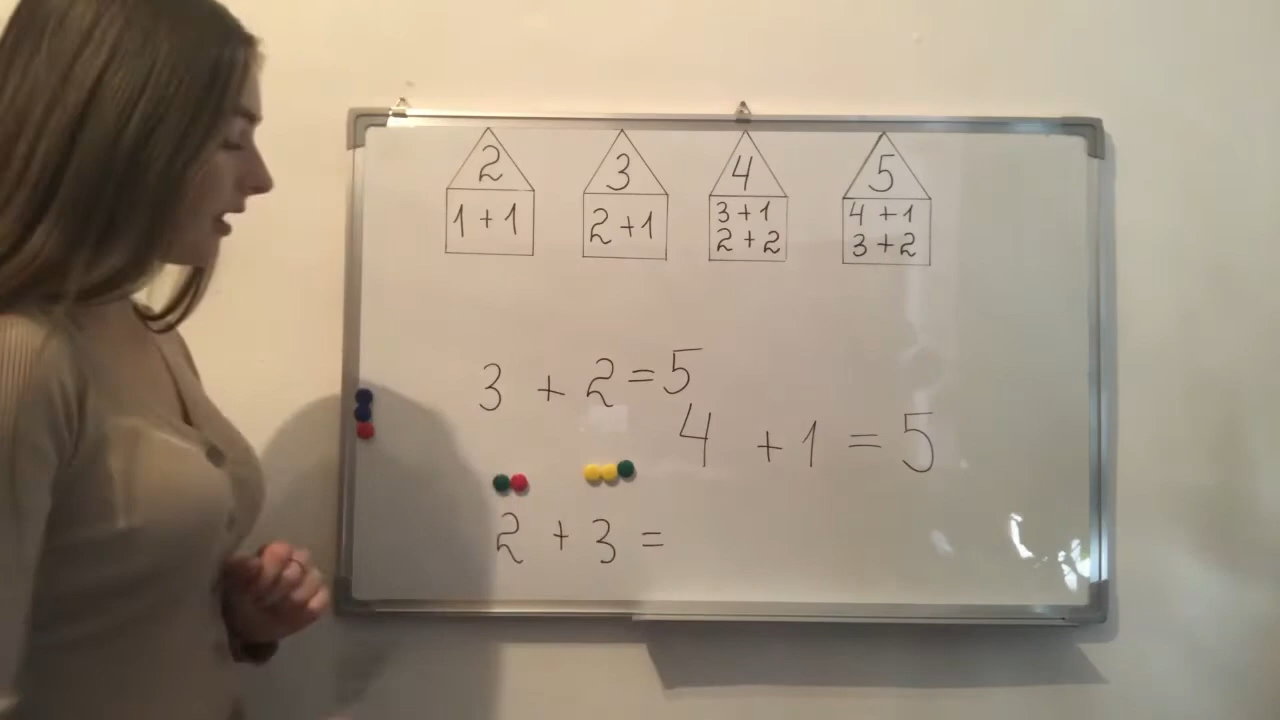 2 3 4 5
1 + 1 2 + 1 3 + 1 4 + 1
2 + 2 3 + 2
3 + 2 = 5
4 + 1 = 5
2 + 3 =